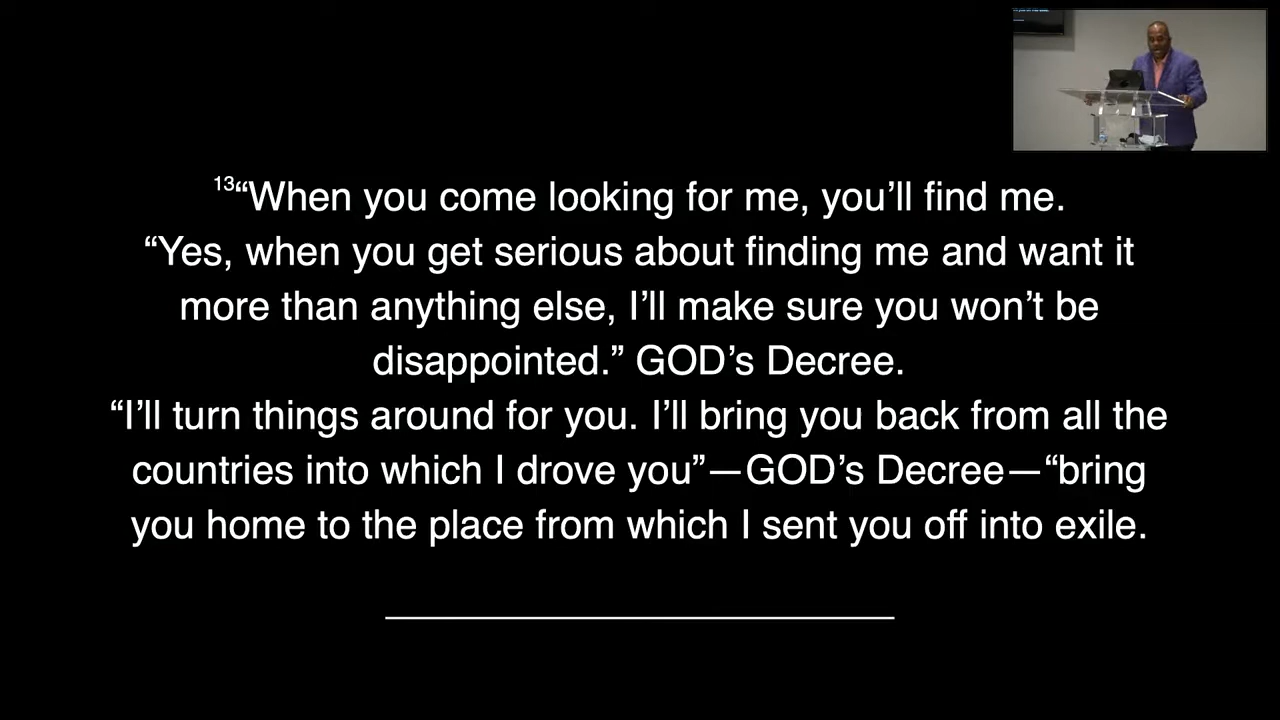 13“When you come looking for me, you’ll find me.
“Yes, when you get serious about finding me and want it
more than anything else, I’ll make sure you won’t be
disappointed.” GOD’s Decree.
“I’ll turn things around for you. I’ll bring you back from all the
countries into which I drove you”—GOD’s Decree—“bring
you home to the place from which I sent you off into exile.